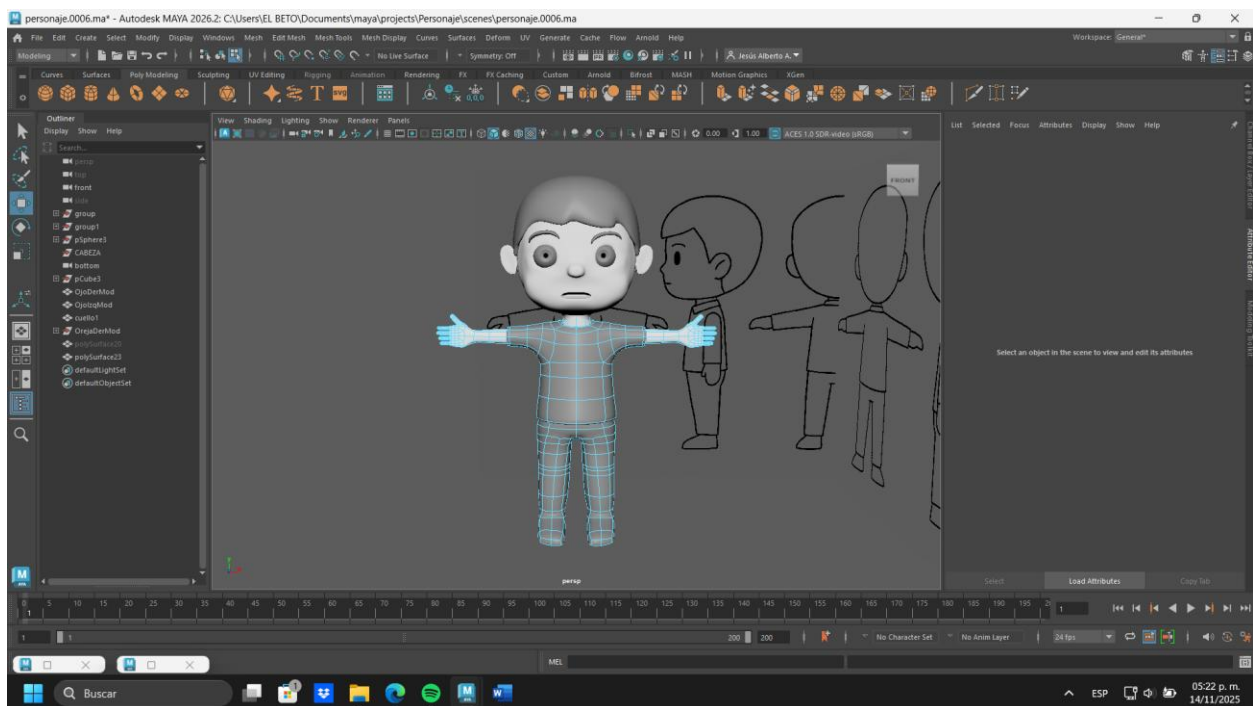 personaje.0006.ma* - Autodesk MAYA 2026.2: C:\Users\EL BETO\Documents\maya\projects\Personaje\scenes\personaje.0006.ma
File Edit Create Select Modify Display Windows Mesh Edit Mesh Mesh Tools Mesh Display Curves Surfaces Deform UV Generate Cache Flow Arnold Help Workspace: General*
Modeling No Live Surface Symmetry: Off Jesús Alberto A.
Curves Surfaces Poly Modeling Sculpting UV Editing Rigging Animation Rendering FX FX Caching Custom Arnold Bifrost MASH Motion Graphics XGen
Outliner
Display Show Help
Search...
persp
top
front
side
group
group1
pSphere3
CABEZA
bottom
pCube3
OjoDerMod
OjoIzqMod
cuello1
OrejaDerMod
polySurface20
polySurface23
defaultLightSet
defaultObjectSet
View Shading Lighting Show Renderer Panels
0.00 1.00 ACES 1.0 SDR-video (sRGB)
FRONT
persp
List Selected Focus Attributes Display Show Help
Select an object in the scene to view and edit its attributes
Channel Box / Layer Editor
Attribute Editor
Modeling Toolkit
Select Load Attributes Copy Tab
0 5 10 15 20 25 30 35 40 45 50 55 60 65 70 75 80 85 90 95 100 105 110 115 120 125 130 135 140 145 150 155 160 165 170 175 180 185 190 195 1
1
1 1 200 200 No Character Set No Anim Layer 24 fps
MEL
Buscar
ESP
05:22 p. m.
14/11/2025